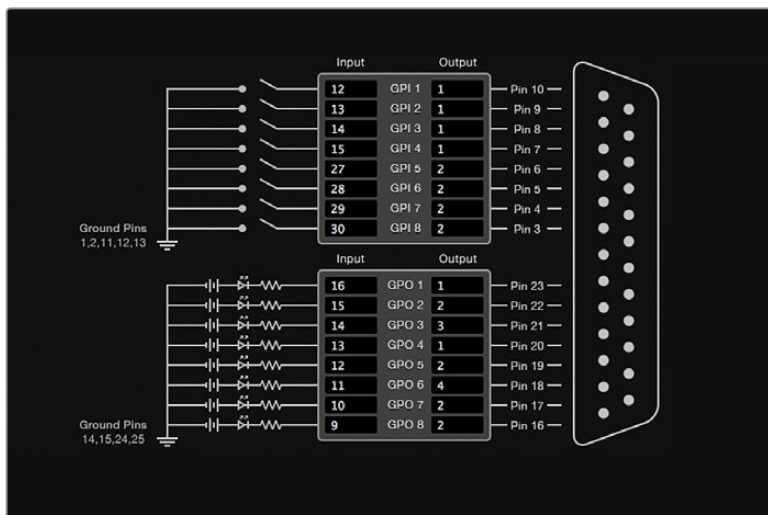 Input Output
12 GPI 1 1 Pin 10
13 GPI 2 1 Pin 9
14 GPI 3 1 Pin 8
15 GPI 4 1 Pin 7
27 GPI 5 2 Pin 6
28 GPI 6 2 Pin 5
29 GPI 7 2 Pin 4
30 GPI 8 2 Pin 3
Ground Pins
1,2,11,12,13
Input Output
16 GPO 1 1 Pin 23
15 GPO 2 2 Pin 22
14 GPO 3 3 Pin 21
13 GPO 4 1 Pin 20
12 GPO 5 2 Pin 19
11 GPO 6 4 Pin 18
10 GPO 7 2 Pin 17
9 GPO 8 2 Pin 16
Ground Pins
14,15,24,25